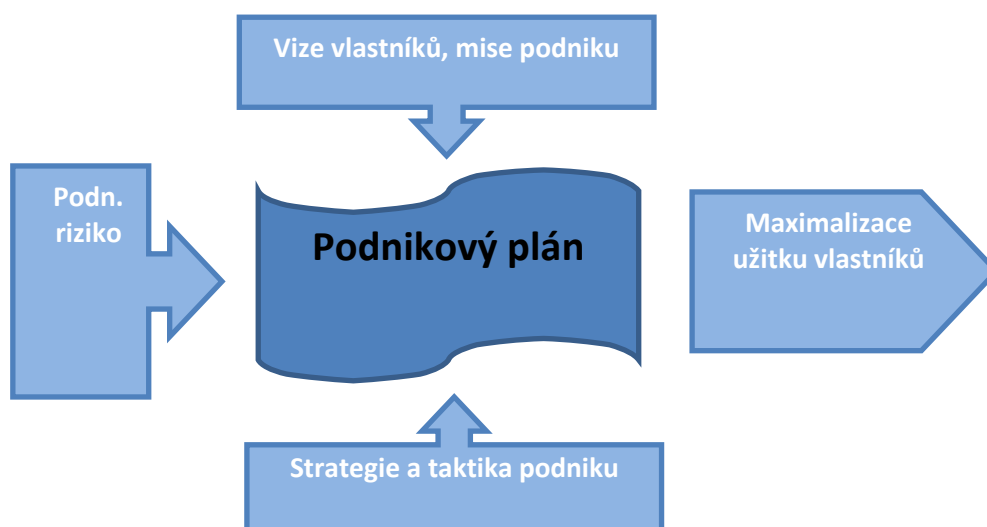 Vize vlastníků, mise podniku
Podn.
riziko
Podnikový plán
Maximalizace
užitku vlastníků
Strategie a taktika podniku